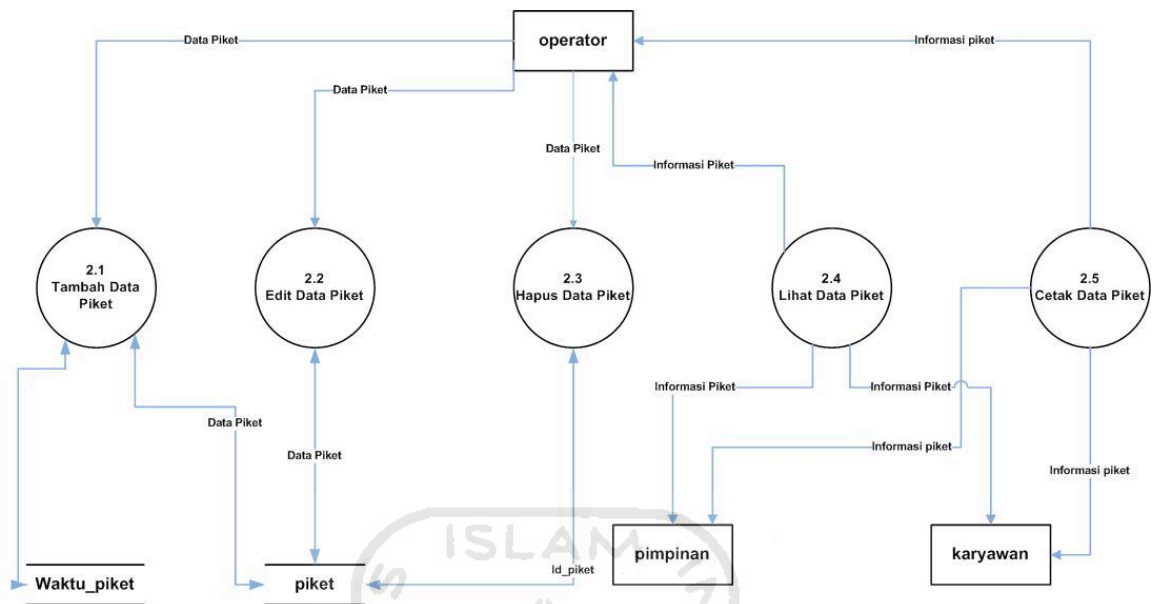 operator
Data Piket
Informasi piket
Data Piket
Data Piket
Informasi Piket
2.1
Tambah Data
Piket
2.2
Edit Data Piket
2.3
Hapus Data Piket
2.4
Lihat Data Piket
2.5
Cetak Data Piket
Informasi Piket
Informasi Piket
Data Piket
Data Piket
Informasi piket
Informasi piket
ISLAM
pimpinan
karyawan
Id_piket
Waktu_piket
piket